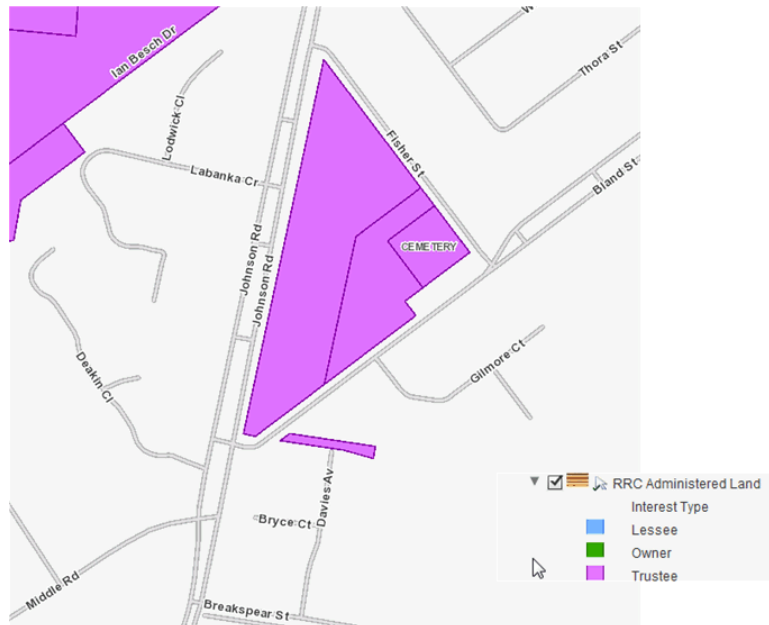 Ian Besch Dr
Thora St
Lodwick Cl
Labanka Cr
Fisher St
Bland St
CEMETERY
Johnson Rd
Johnson Rd
Deakin Cl
Gilmore Ct
Davies Av
Bryce Ct
Middle Rd
Breakspear St
RRC Administered Land
Interest Type
Lessee
Owner
Trustee